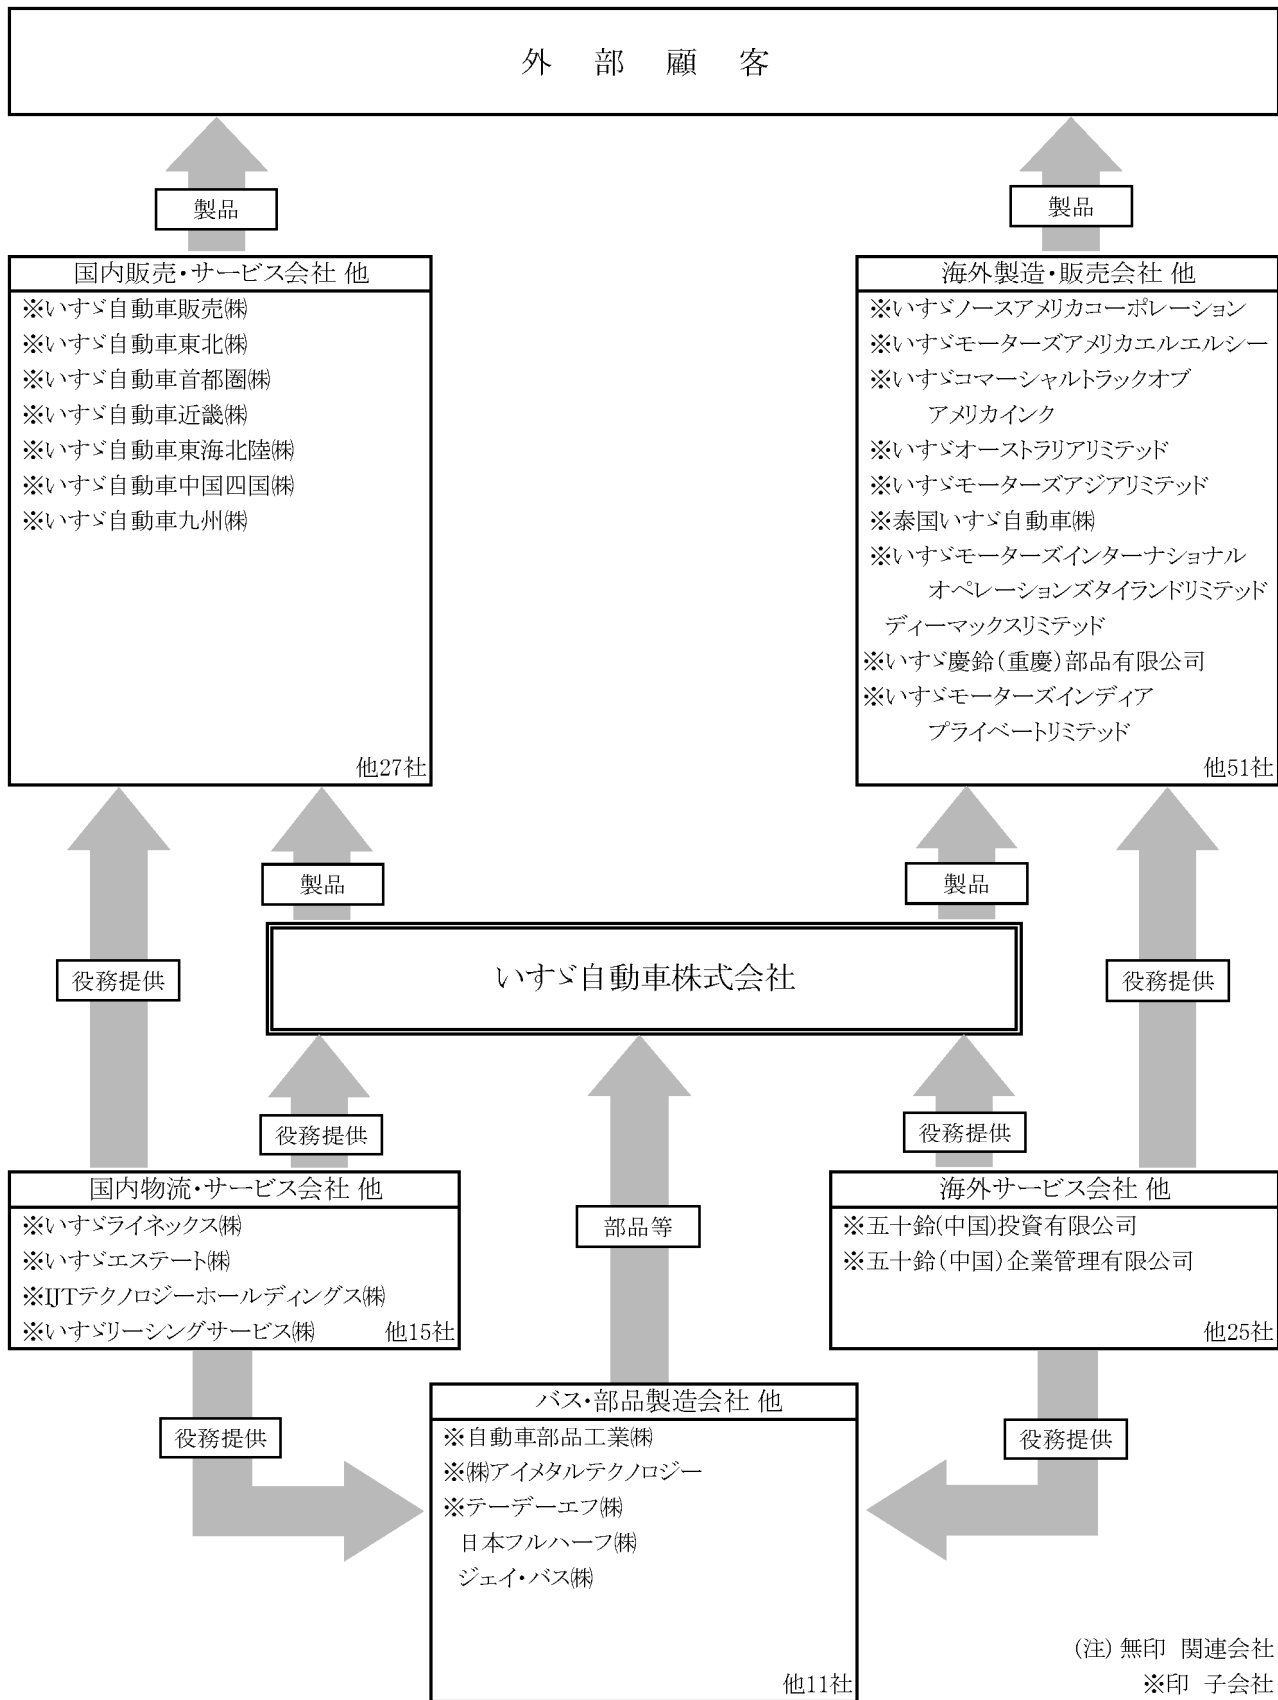 外 部 顧 客
製品
製品
国内販売・サービス会社 他
※いすゞ自動車販売㈱
※いすゞ自動車東北㈱
※いすゞ自動車首都圏㈱
※いすゞ自動車近畿㈱
※いすゞ自動車東海北陸㈱
※いすゞ自動車中国四国㈱
※いすゞ自動車九州㈱
他27社
海外製造・販売会社 他
※いすゞノースアメリカコーポレーション
※いすゞモーターズアメリカエルエルシー
※いすゞコマーシャルトラックオブ
アメリカインク
※いすゞオーストラリアリミテッド
※いすゞモーターズアジアリミテッド
※泰国いすゞ自動車㈱
※いすゞモーターズインターナショナル
オペレーションズタイランドリミテッド
ディーマックスリミテッド
※いすゞ慶鈴(重慶)部品有限公司
※いすゞモーターズインディア
プライベートリミテッド
他51社
製品
製品
役務提供
いすゞ自動車株式会社
役務提供
役務提供
役務提供
国内物流・サービス会社 他
※いすゞライネックス㈱
※いすゞエステート㈱
※IJTテクノロジーホールディングス㈱
※いすゞリーシングサービス㈱ 他15社
部品等
海外サービス会社 他
※五十鈴(中国)投資有限公司
※五十鈴(中国)企業管理有限公司
他25社
役務提供
役務提供
バス・部品製造会社 他
※自動車部品工業㈱
※㈱アイメタルテクノロジー
※テーデーエフ㈱
日本フルハーフ㈱
ジェイ・バス㈱
他11社
(注) 無印 関連会社
※印 子会社